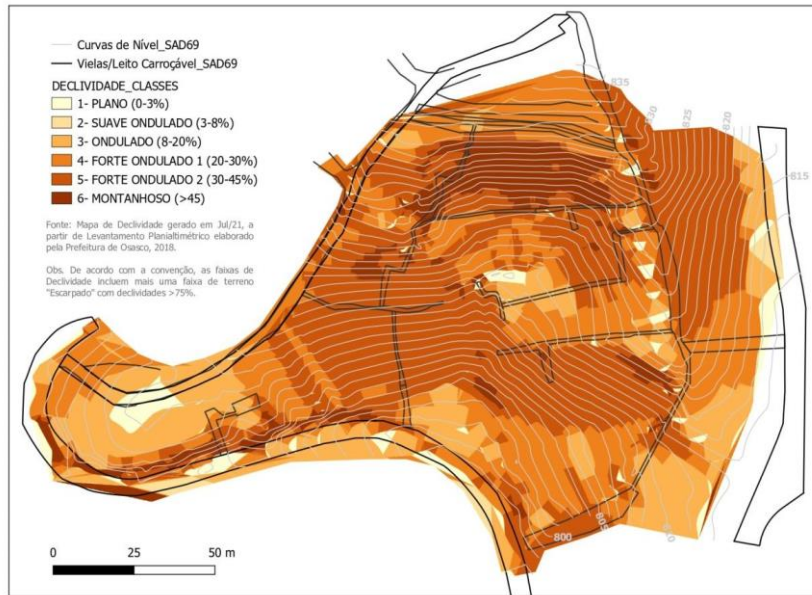 Curvas de Nível_SAD69
Vielas/Leito Carroçável_SAD69
DECLIVIDADE_CLASSES
1- PLANO (0-3%)
2- SUAVE ONDULADO (3-8%)
3- ONDULADO (8-20%)
4- FORTE ONDULADO 1 (20-30%)
5- FORTE ONDULADO 2 (30-45%)
6- MONTANHOSO (>45)
Fonte: Mapa de Declividade gerado em Jul/21, a
partir de Levantamento Planialtimétrico elaborado
pela Prefeitura de Osasco, 2018.
Obs. De acordo com a convenção, as faixas de
Declividade incluem mais uma faixa de terreno
"Escarpado" com declividades >75%.
835
830
825
820
815
800
805
810
0 25 50 m